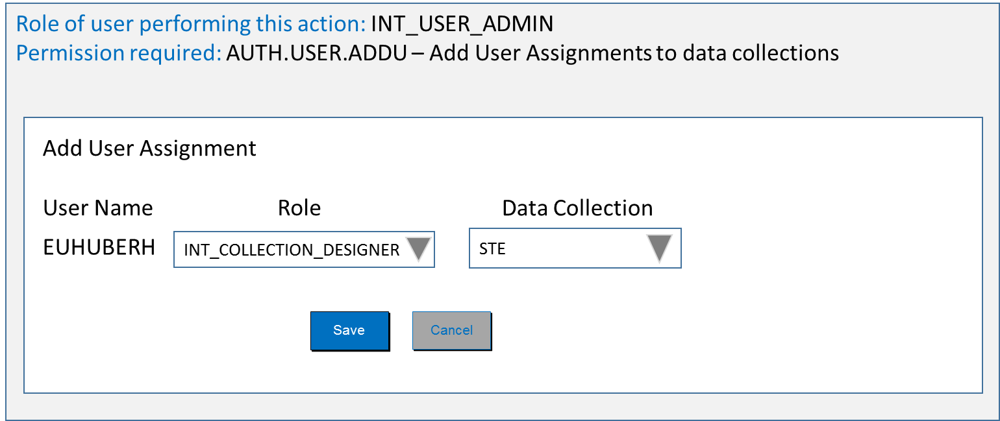 Role of user performing this action: INT_USER_ADMIN
Permission required: AUTH.USER.ADDU – Add User Assignments to data collections
Add User Assignment
User Name Role Data Collection
EUHUBERH INT_COLLECTION_DESIGNER STE
Save Cancel